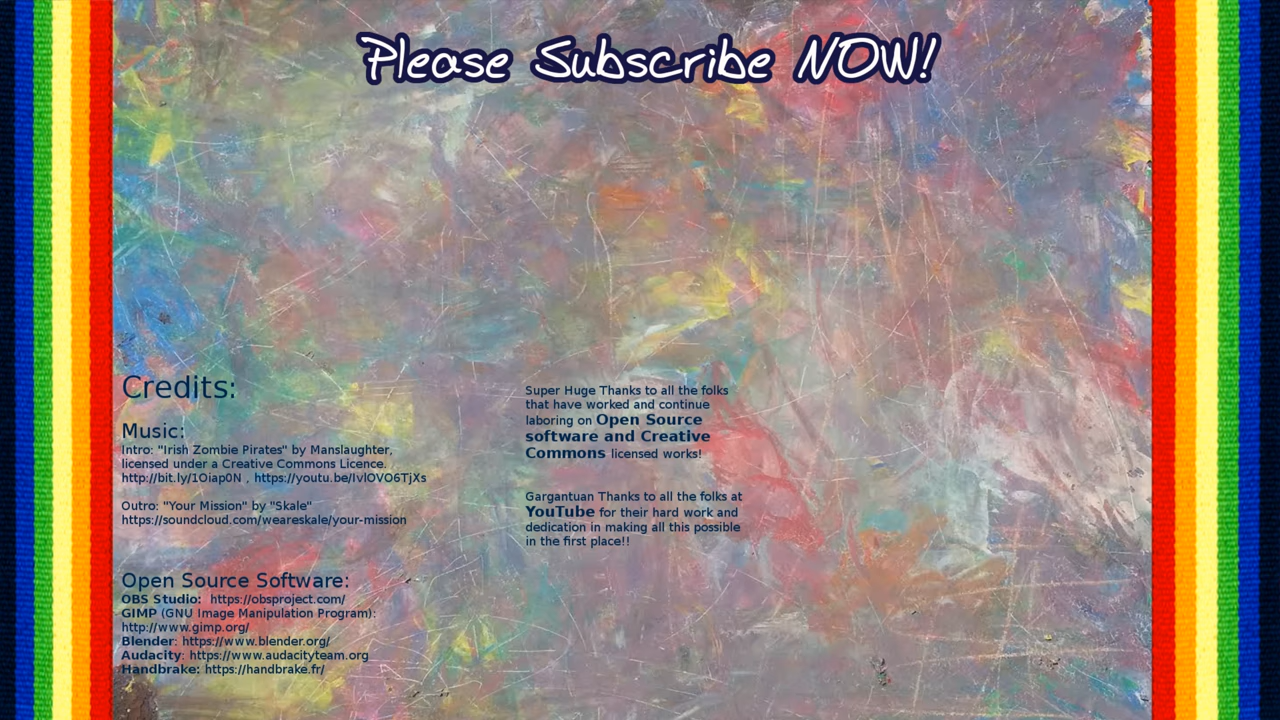 Please Subscribe NOW!
Credits:
Music:
Intro: "Irish Zombie Pirates" by Manslaughter,
licensed under a Creative Commons Licence.
http://bit.ly/1Oiap0N , https://youtu.be/IvlOVO6TjXs
Outro: "Your Mission" by "Skale"
https://soundcloud.com/weareskale/your-mission
Open Source Software:
OBS Studio:  https://obsproject.com/
GIMP (GNU Image Manipulation Program):
http://www.gimp.org/
Blender: https://www.blender.org/
Audacity: https://www.audacityteam.org
Handbrake: https://handbrake.fr/
Super Huge Thanks to all the folks
that have worked and continue
laboring on Open Source
software and Creative
Commons licensed works!
Gargantuan Thanks to all the folks at
YouTube for their hard work and
dedication in making all this possible
in the first place!!